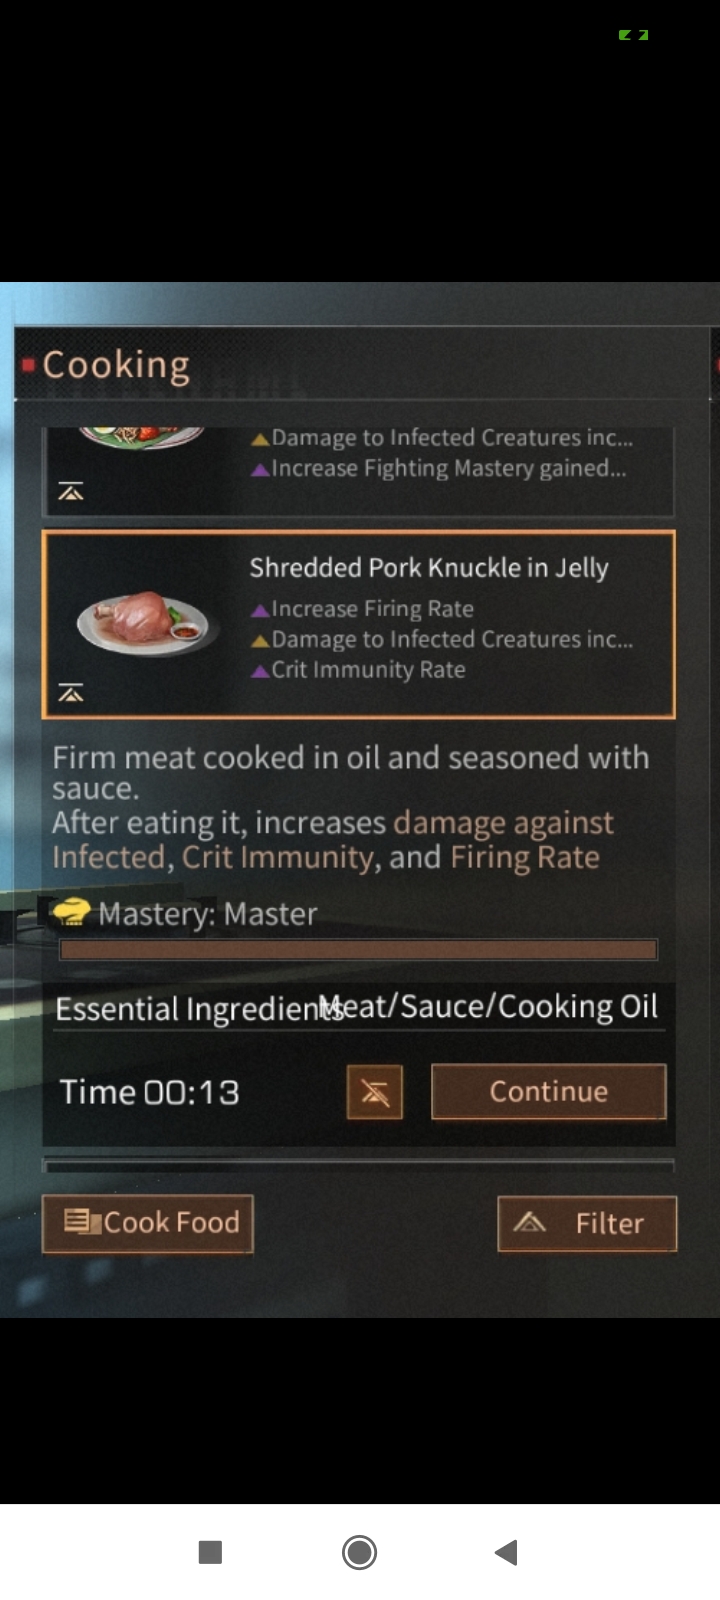 Cooking
Damage to Infected Creatures inc...
Increase Fighting Mastery gained...
Shredded Pork Knuckle in Jelly
Increase Firing Rate
Damage to Infected Creatures inc...
Crit Immunity Rate
Firm meat cooked in oil and seasoned with
sauce.
After eating it, increases damage against
Infected, Crit Immunity, and Firing Rate
Mastery: Master
Essential Ingredients Meat/Sauce/Cooking Oil
Time 00:13 Continue
Cook Food Filter